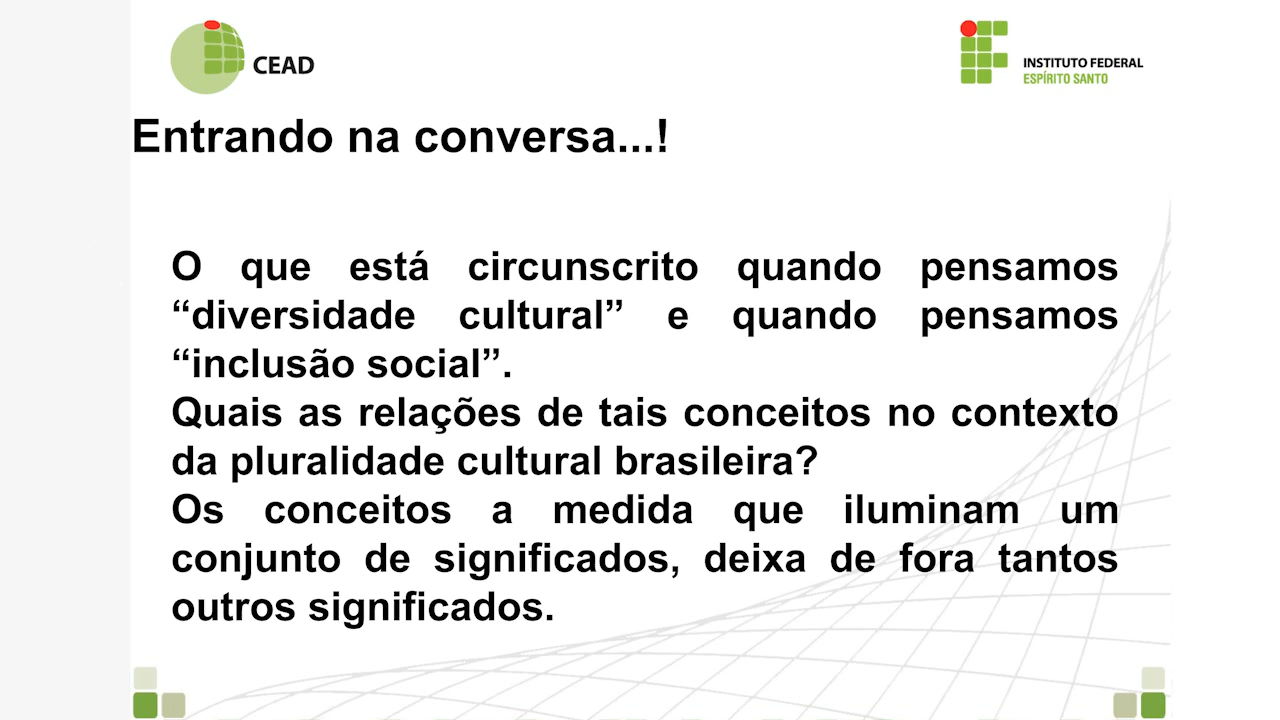 CEAD
INSTITUTO FEDERAL
ESPÍRITO SANTO
Entrando na conversa...!
O que está circunscrito quando pensamos
“diversidade cultural” e quando pensamos
“inclusão social”.
Quais as relações de tais conceitos no contexto
da pluralidade cultural brasileira?
Os conceitos a medida que iluminam um
conjunto de significados, deixa de fora tantos
outros significados.